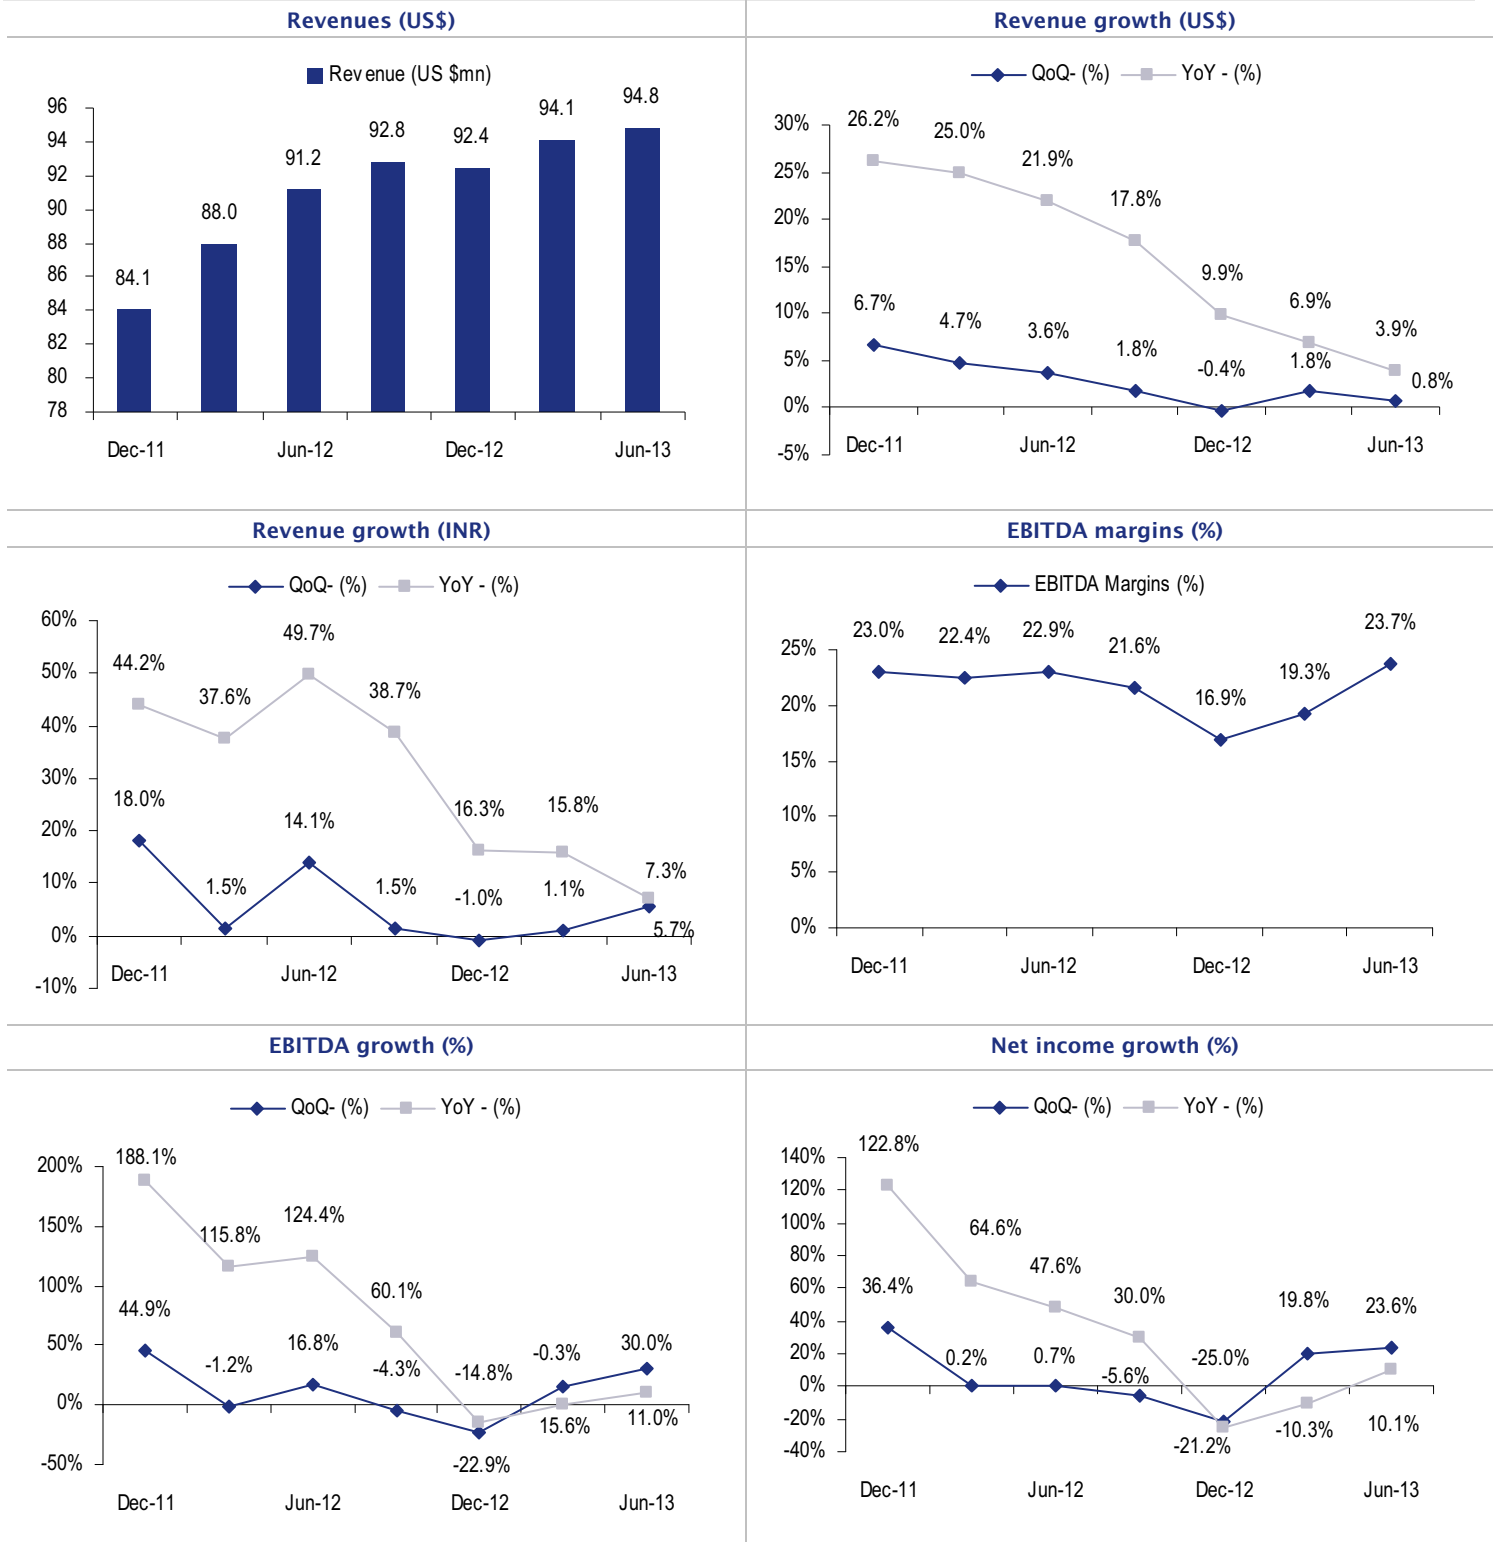 Revenues (US$)
Revenue (US $mn)
96
94
92
90
88
86
84
82
80
78
84.1
88.0
91.2
92.8
92.4
94.1
94.8
Dec-11
Jun-12
Dec-12
Jun-13
Revenue growth (US$)
QoQ- (%)
YoY - (%)
30%
25%
20%
15%
10%
5%
0%
-5%
26.2%
25.0%
21.9%
17.8%
9.9%
6.9%
3.9%
6.7%
4.7%
3.6%
1.8%
-0.4%
1.8%
0.8%
Dec-11
Jun-12
Dec-12
Jun-13
Revenue growth (INR)
QoQ- (%)
YoY - (%)
60%
50%
40%
30%
20%
10%
0%
-10%
44.2%
37.6%
49.7%
38.7%
16.3%
15.8%
7.3%
18.0%
1.5%
14.1%
1.5%
-1.0%
1.1%
5.7%
Dec-11
Jun-12
Dec-12
Jun-13
EBITDA margins (%)
EBITDA Margins (%)
25%
20%
15%
10%
5%
0%
23.0%
22.4%
22.9%
21.6%
16.9%
19.3%
23.7%
Dec-11
Jun-12
Dec-12
Jun-13
EBITDA growth (%)
QoQ- (%)
YoY - (%)
200%
150%
100%
50%
0%
-50%
188.1%
115.8%
124.4%
60.1%
-14.8%
-0.3%
30.0%
44.9%
-1.2%
16.8%
-4.3%
-22.9%
15.6%
11.0%
Dec-11
Jun-12
Dec-12
Jun-13
Net income growth (%)
QoQ- (%)
YoY - (%)
140%
120%
100%
80%
60%
40%
20%
0%
-20%
-40%
122.8%
64.6%
47.6%
30.0%
-25.0%
19.8%
23.6%
36.4%
0.2%
0.7%
-5.6%
-21.2%
-10.3%
10.1%
Dec-11
Jun-12
Dec-12
Jun-13